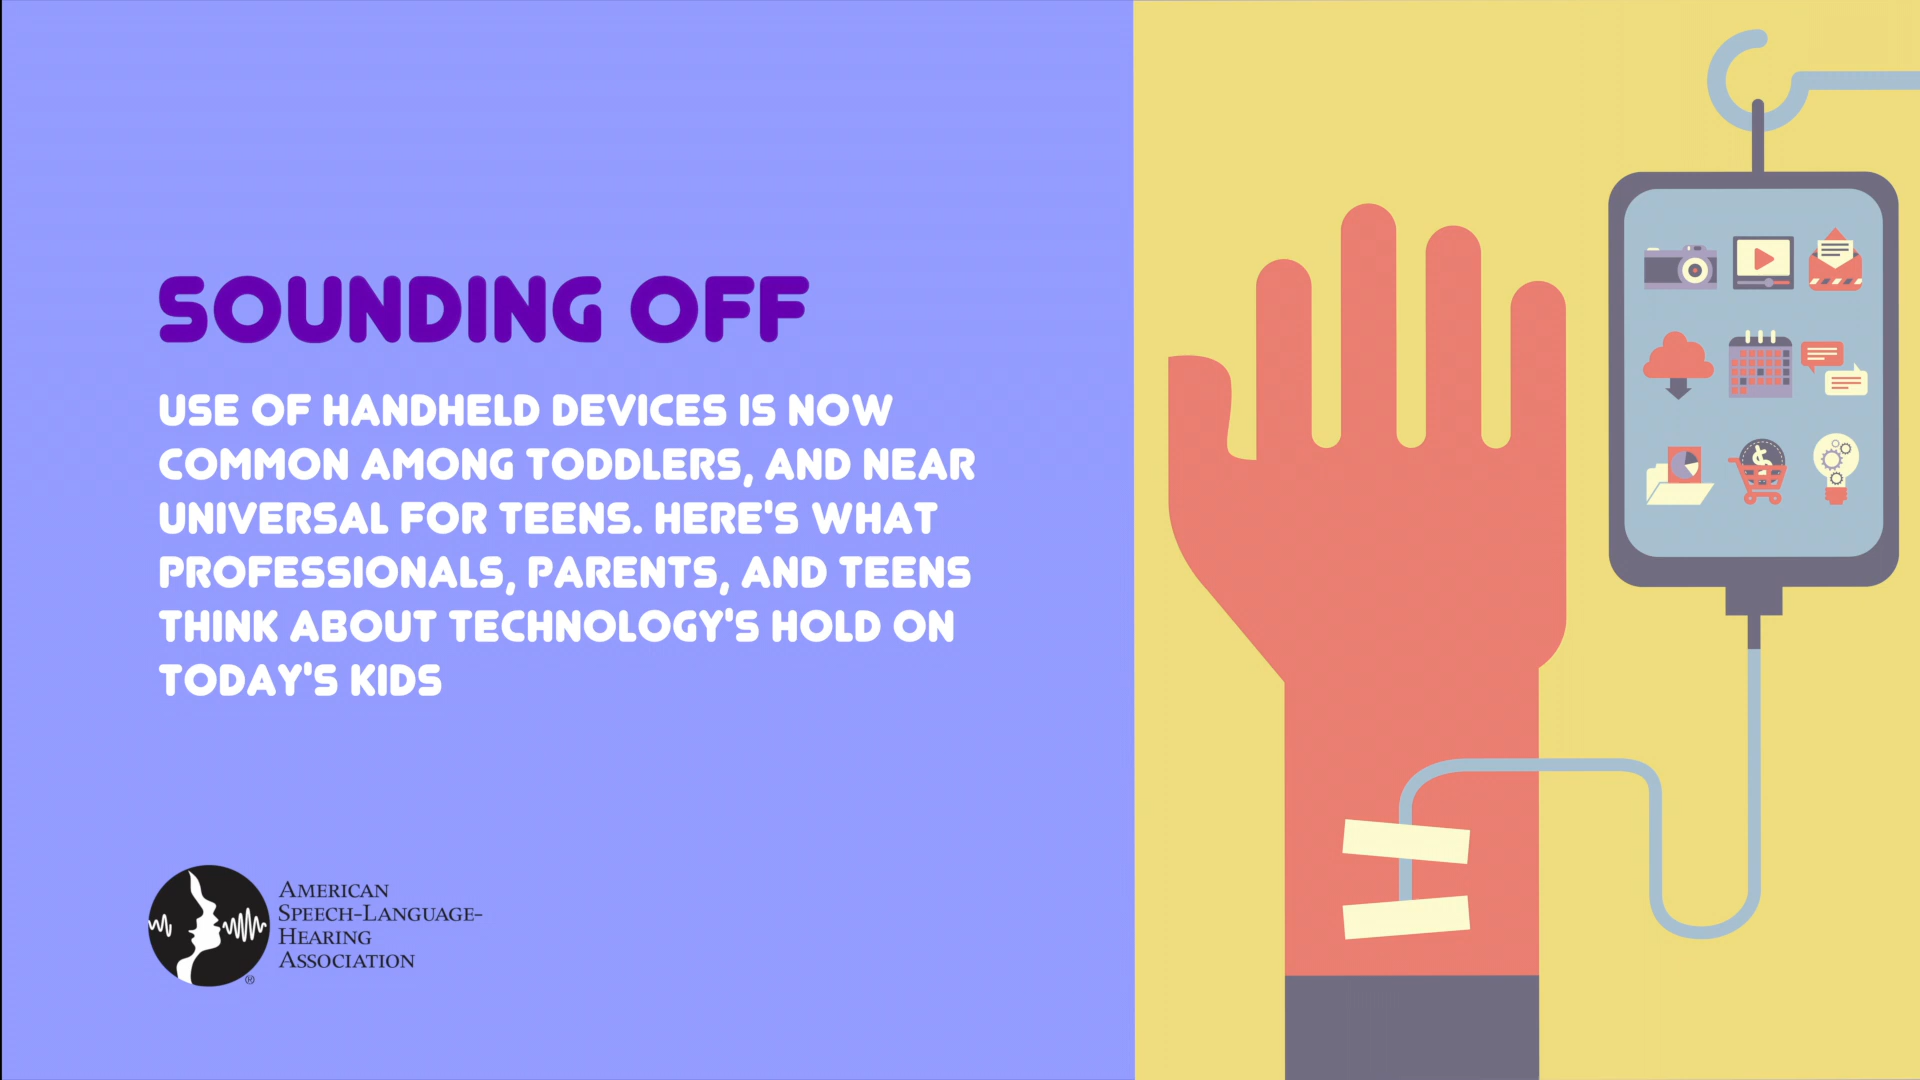 SOUNDING OFF
USE OF HANDHELD DEVICES IS NOW
COMMON AMONG TODDLERS, AND NEAR
UNIVERSAL FOR TEENS. HERE'S WHAT
PROFESSIONALS, PARENTS, AND TEENS
THINK ABOUT TECHNOLOGY'S HOLD ON
TODAY'S KIDS
AMERICAN
SPEECH-LANGUAGE-
HEARING
ASSOCIATION
®